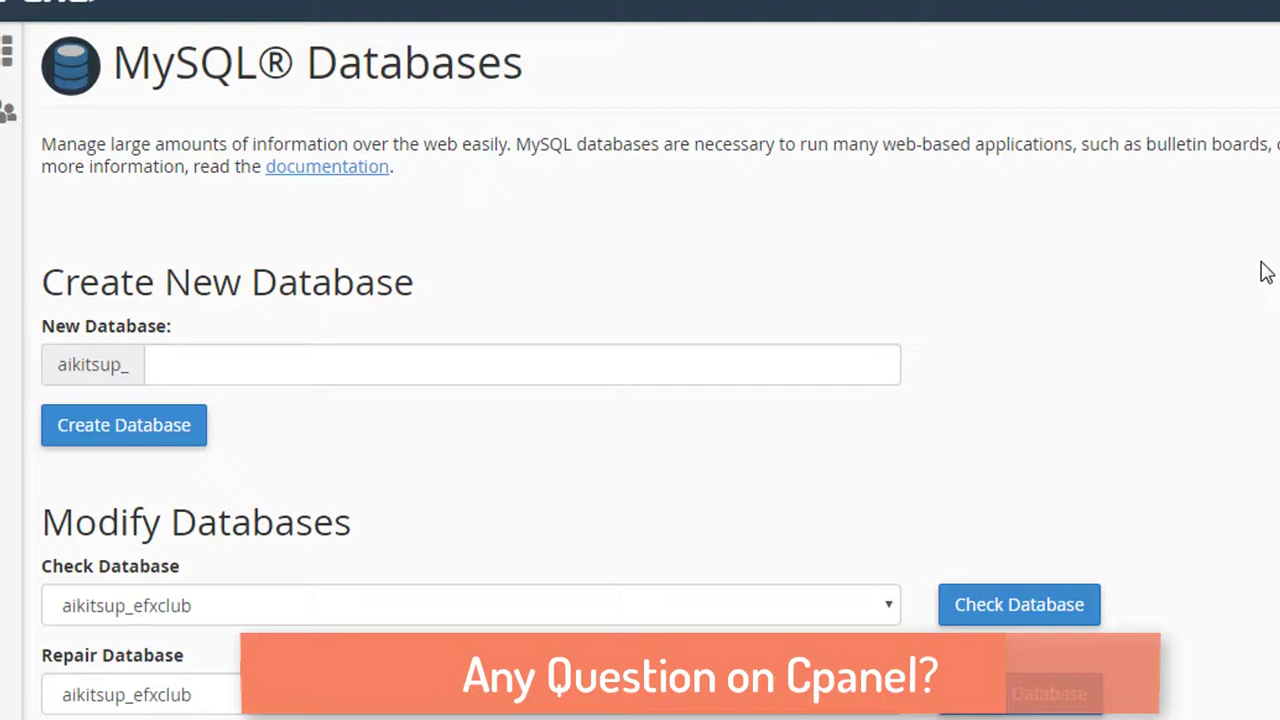 MySQL® Databases
Manage large amounts of information over the web easily. MySQL databases are necessary to run many web-based applications, such as bulletin boards,
more information, read the documentation.
Create New Database
New Database:
aikitsup_
Create Database
Modify Databases
Check Database
aikitsup_efxclub
Check Database
Repair Database
aikitsup_efxclub
Database
Any Question on Cpanel?